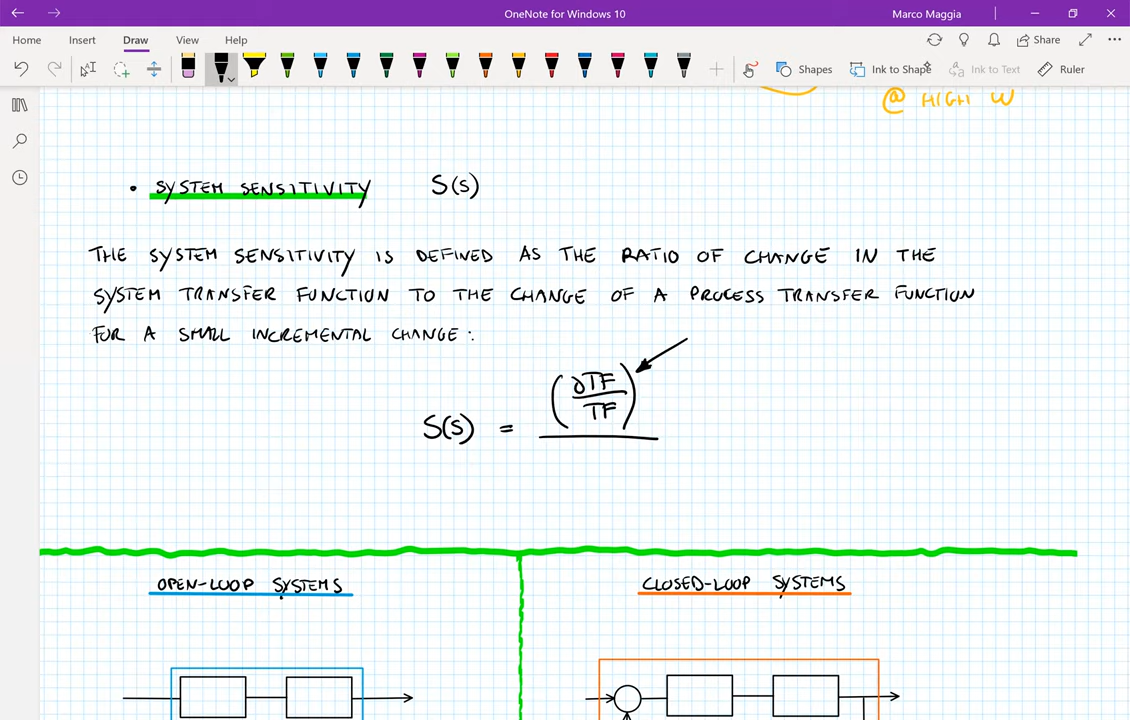 OneNote for Windows 10
Marco Maggia
Home Insert Draw View Help
Share
Shapes Ink to Shape Ink to Text Ruler
@ HIGH W
• SYSTEM SENSITIVITY S(s)
THE SYSTEM SENSITIVITY IS DEFINED AS THE RATIO OF CHANGE IN THE
SYSTEM TRANSFER FUNCTION TO THE CHANGE OF A PROCESS TRANSFER FUNCTION
FOR A SMALL INCREMENTAL CHANGE:
(∂TF
S(s) =
TF)
OPEN-LOOP SYSTEMS CLOSED-LOOP SYSTEMS